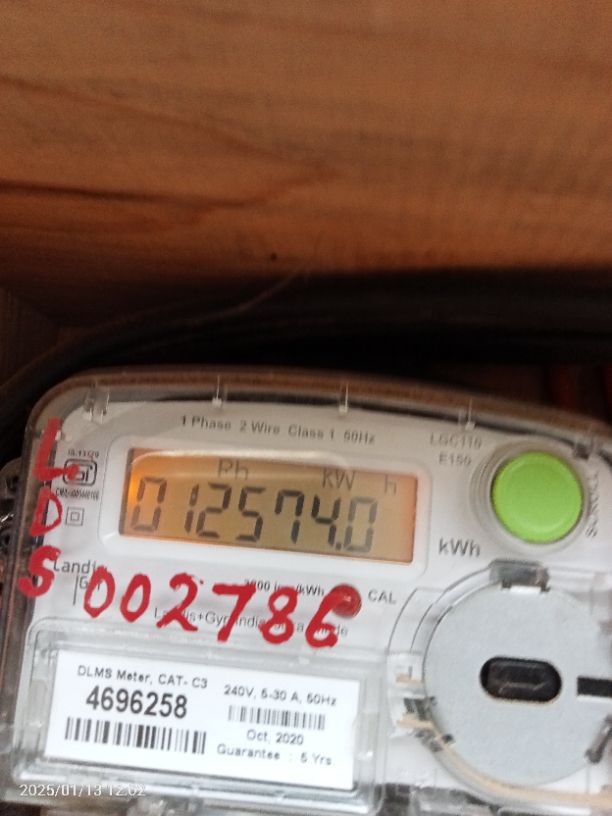 1 Phase 2 Wire Class 1 50Hz
LGC110
E150
Ph kW h
012574.0
kWh
L
D
S
Landis
CAL
002786
DLMS Meter, CAT- C3
4696258
240V, 5-30 A, 50Hz
Oct, 2020
Guarantee : 5 Yrs.
2025/01/13 12:02